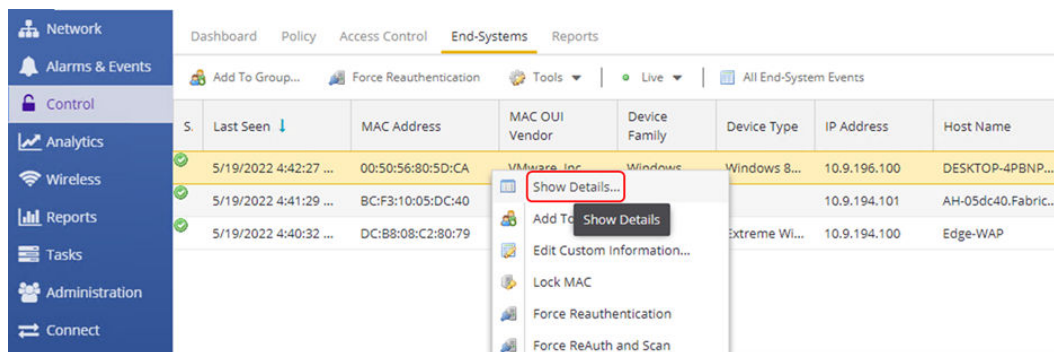 Network
Alarms & Events
Control
Analytics
Wireless
Reports
Tasks
Administration
Connect
Dashboard Policy Access Control End-Systems Reports
Add To Group... Force Reauthentication Tools Live All End-System Events
S. Last Seen MAC Address MAC OUI Vendor Device Family Device Type IP Address Host Name
5/19/2022 4:42:27 ... 00:50:56:80:5D:CA VMware, Inc. Windows Windows 8... 10.9.196.100 DESKTOP-4PBNP...
5/19/2022 4:41:29 ... BC:F3:10:05:DC:40 10.9.194.101 AH-05dc40.Fabric...
5/19/2022 4:40:32 ... DC:B8:08:C2:80:79 Extreme Wi... 10.9.194.100 Edge-WAP
Show Details...
Add To
Show Details
Edit Custom Information...
Lock MAC
Force Reauthentication
Force ReAuth and Scan